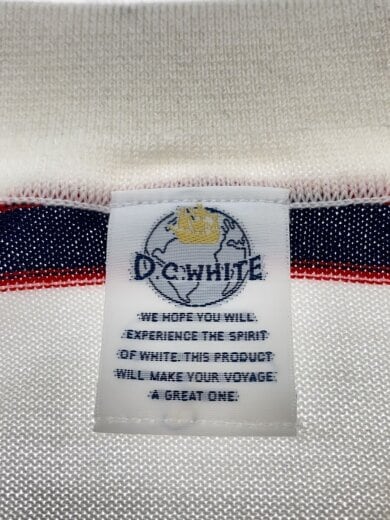 D.C.WHITE
WE HOPE YOU WILL
EXPERIENCE THE SPIRIT
OF WHITE. THIS PRODUCT
WILL MAKE YOUR VOYAGE
A GREAT ONE.